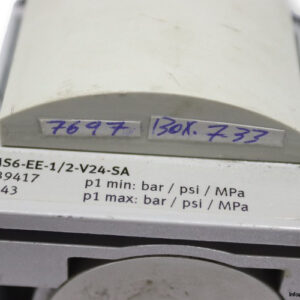 7697 BOX. 733
MS6-EE-1/2-V24-SA
39417 p1 min: bar / psi / MPa
43 p1 max: bar / psi / MPa